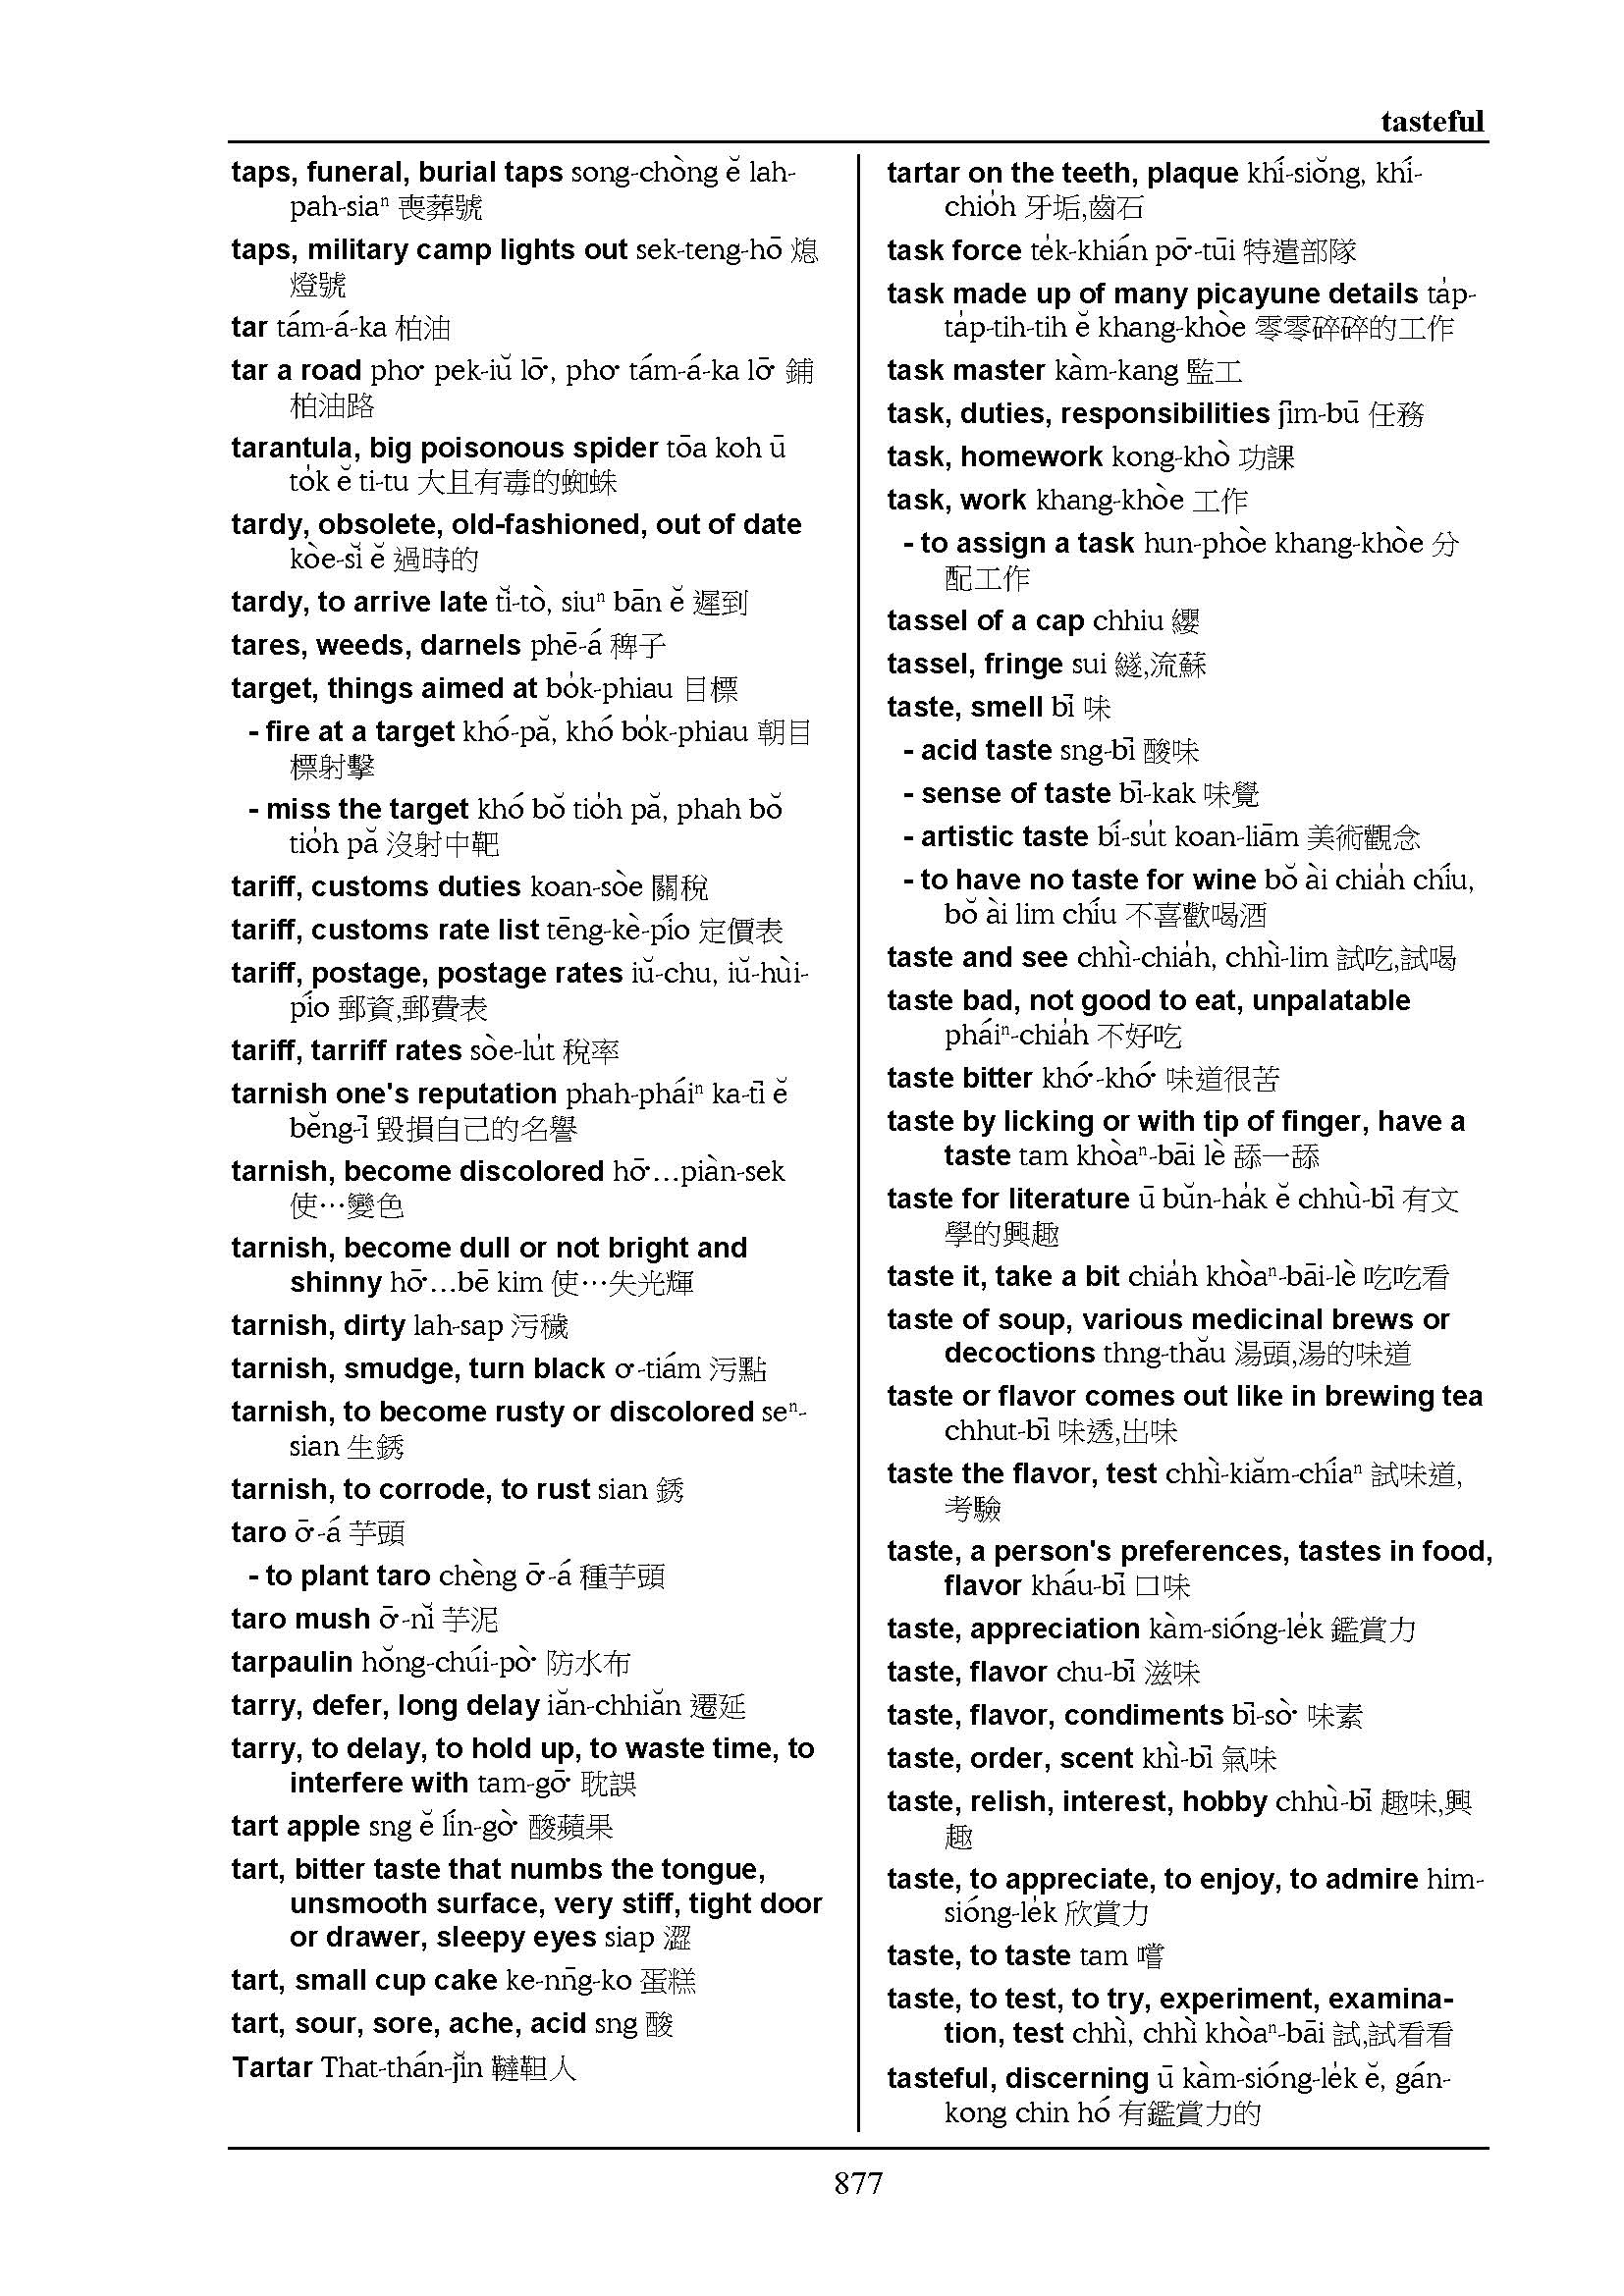 tasteful
taps, funeral, burial taps song-chòng ĕ lah-
pah-siaⁿ 喪葬號
taps, military camp lights out sek-teng-hō 熄
燈號
tar tám-á-ka 柏油
tar a road pho͘ pek-iŭ lō͘, pho͘ tám-á-ka lō͘ 鋪
柏油路
tarantula, big poisonous spider tōa koh ū
to̍k ĕ ti-tu 大且有毒的蜘蛛
tardy, obsolete, old-fashioned, out of date
kòe-sĭ ĕ 過時的
tardy, to arrive late tĭ-tò, siuⁿ bān ĕ 遲到
tares, weeds, darnels phē-á 稗子
target, things aimed at bo̍k-phiau 目標
- fire at a target khó-pă, khó bo̍k-phiau 朝目
標射擊
- miss the target khó bŏ tio̍h pă, phah bŏ
tio̍h pă 沒射中靶
tariff, customs duties koan-sòe 關稅
tariff, customs rate list tēng-kè-pío 定價表
tariff, postage, postage rates iŭ-chu, iŭ-hùi-
pío 郵資,郵費表
tariff, tarriff rates sòe-lu̍t 稅率
tarnish one's reputation phah-pháiⁿ ka-tī ĕ
bĕng-ī 毀損自己的名譽
tarnish, become discolored hō͘...piàn-sek
使…變色
tarnish, become dull or not bright and
shinny hō͘...bē kim 使…失光輝
tarnish, dirty lah-sap 污穢
tarnish, smudge, turn black o͘-tiám 污點
tarnish, to become rusty or discolored seⁿ-
sian 生銹
tarnish, to corrode, to rust sian 銹
taro ō͘-á 芋頭
- to plant taro chèng ō͘-á 種芋頭
taro mush ō͘-nĭ 芋泥
tarpaulin hŏng-chúi-pò͘ 防水布
tarry, defer, long delay iăn-chhiăn 遷延
tarry, to delay, to hold up, to waste time, to
interfere with tam-gō͘ 耽誤
tart apple sng ĕ lín-gò͘ 酸蘋果
tart, bitter taste that numbs the tongue,
unsmooth surface, very stiff, tight door
or drawer, sleepy eyes siap 澀
tart, small cup cake ke-nn̄g-ko 蛋糕
tart, sour, sore, ache, acid sng 酸
Tartar That-thán-jĭn 韃靼人
tartar on the teeth, plaque khí-siŏng, khí-
chio̍h 牙垢,齒石
task force te̍k-khián pō͘-tūi 特遣部隊
task made up of many picayune details ta̍p-
ta̍p-tih-tih ĕ khang-khòe 零零碎碎的工作
task master kàm-kang 監工
task, duties, responsibilities jīm-bū 任務
task, homework kong-khò 功課
task, work khang-khòe 工作
- to assign a task hun-phòe khang-khòe 分
配工作
tassel of a cap chhiu 纓
tassel, fringe sui 繸,流蘇
taste, smell bī 味
- acid taste sng-bī 酸味
- sense of taste bī-kak 味覺
- artistic taste bí-su̍t koan-liām 美術觀念
- to have no taste for wine bŏ ài chia̍h chíu,
bŏ ài lim chíu 不喜歡喝酒
taste and see chhì-chia̍h, chhì-lim 試吃,試喝
taste bad, not good to eat, unpalatable
pháiⁿ-chia̍h 不好吃
taste bitter khó͘-khó͘ 味道很苦
taste by licking or with tip of finger, have a
taste tam khòaⁿ-bāi lè 舔一舔
taste for literature ū bŭn-ha̍k ĕ chhù-bī 有文
學的興趣
taste it, take a bit chia̍h khòaⁿ-bāi-lè 吃吃看
taste of soup, various medicinal brews or
decoctions thng-thău 湯頭,湯的味道
taste or flavor comes out like in brewing tea
chhut-bī 味透,出味
taste the flavor, test chhì-kiăm-chíaⁿ 試味道,
考驗
taste, a person's preferences, tastes in food,
flavor kháu-bī 口味
taste, appreciation kàm-sióng-le̍k 鑑賞力
taste, flavor chu-bī 滋味
taste, flavor, condiments bī-sò͘ 味素
taste, order, scent khì-bī 氣味
taste, relish, interest, hobby chhù-bī 趣味,興
趣
taste, to appreciate, to enjoy, to admire him-
sióng-le̍k 欣賞力
taste, to taste tam 嚐
taste, to test, to try, experiment, examina-
tion, test chhì, chhì khòaⁿ-bāi 試,試看看
tasteful, discerning ū kàm-sióng-le̍k ĕ, gán-
kong chin hó 有鑑賞力的
877